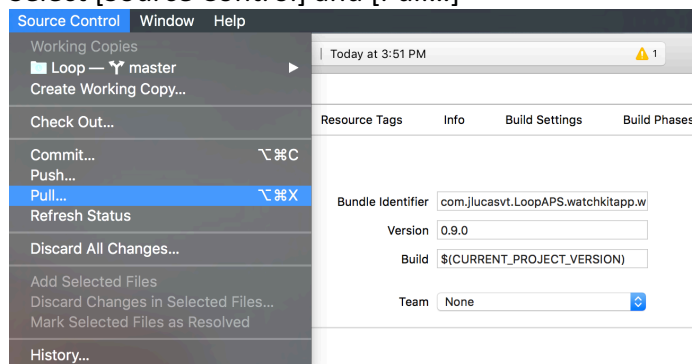 Source Control Window Help
Working Copies
Loop — master
Create Working Copy...
Check Out...
Commit... ⌥⌘C
Push...
Pull... ⌥⌘X
Refresh Status
Discard All Changes...
Add Selected Files
Discard Changes in Selected Files...
Mark Selected Files as Resolved
History...
| Today at 3:51 PM
1
Resource Tags Info Build Settings Build Phases
Bundle Identifier com.jlucasvt.LoopAPS.watchkitapp.w
Version 0.9.0
Build $(CURRENT_PROJECT_VERSION)
Team None